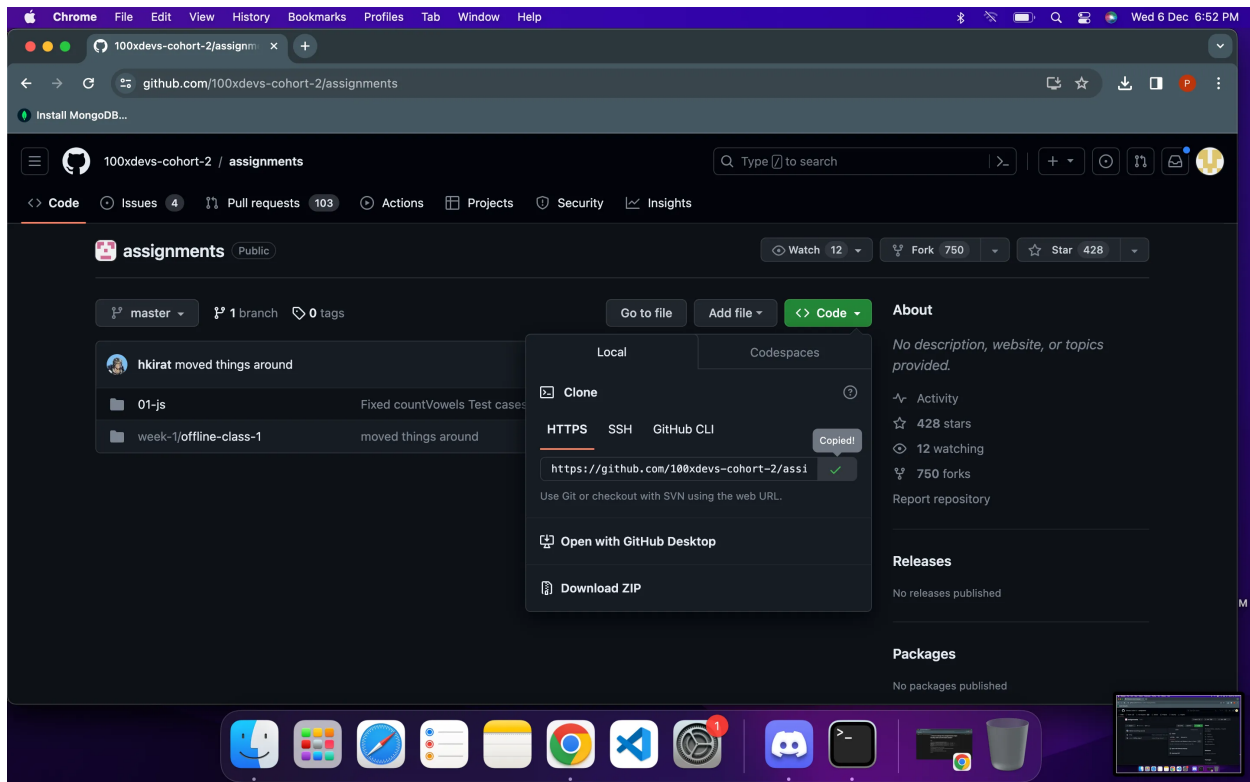 Chrome File Edit View History Bookmarks Profiles Tab Window Help Wed 6 Dec 6:52 PM
100xdevs-cohort-2/assignm
github.com/100xdevs-cohort-2/assignments P
Install MongoDB...
100xdevs-cohort-2 / assignments Type / to search
Code Issues 4 Pull requests 103 Actions Projects Security Insights
assignments Public Watch 12 Fork 750 Star 428
master 1 branch 0 tags Go to file Add file Code About
Local Codespaces No description, website, or topics
provided.
hkirat moved things around
Clone Activity
01-js Fixed countVowels Test cases
428 stars
HTTPS SSH GitHub CLI
week-1/offline-class-1 moved things around Copied! 12 watching
https://github.com/100xdevs-cohort-2/assi 750 forks
Use Git or checkout with SVN using the web URL. Report repository
Open with GitHub Desktop
Releases
Download ZIP
No releases published
M
Packages
No packages published
1